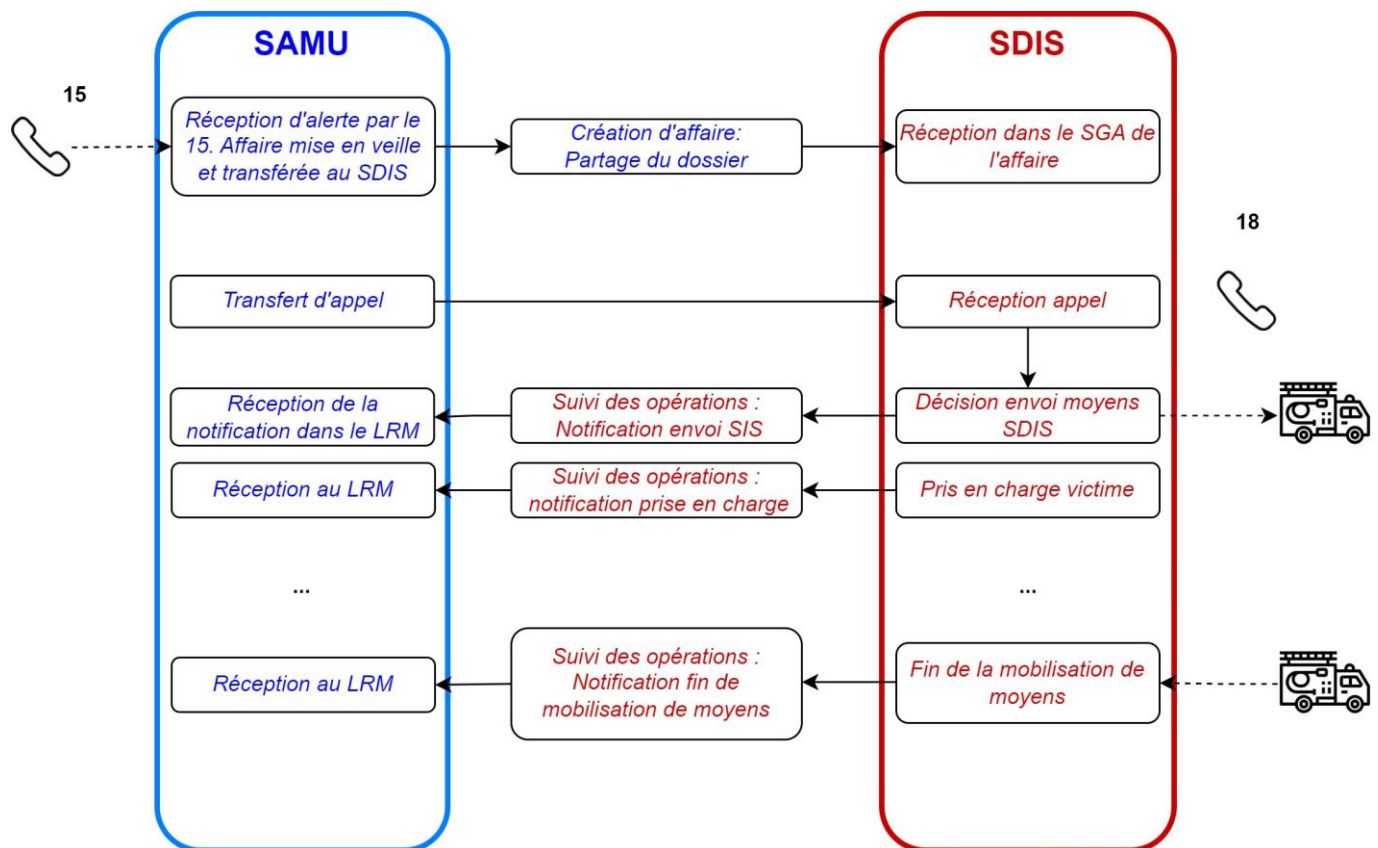 SAMU
SDIS
15
Réception d'alerte par le
15. Affaire mise en veille
et transférée au SDIS
Création d'affaire:
Partage du dossier
Réception dans le SGA de
l'affaire
18
Transfert d'appel
Réception appel
Réception de la
notification dans le LRM
Suivi des opérations :
Notification envoi SIS
Décision envoi moyens
SDIS
Réception au LRM
Suivi des opérations :
notification prise en charge
Pris en charge victime
...
...
Réception au LRM
Suivi des opérations :
Notification fin de
mobilisation de moyens
Fin de la mobilisation de
moyens